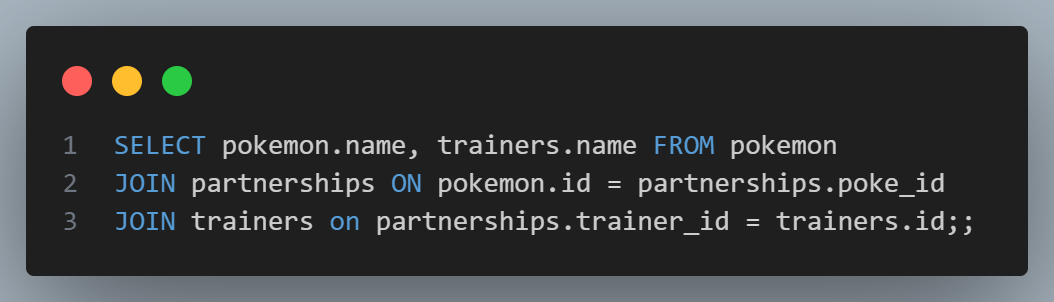 1 SELECT pokemon.name, trainers.name FROM pokemon
2 JOIN partnerships ON pokemon.id = partnerships.poke_id
3 JOIN trainers on partnerships.trainer_id = trainers.id;;